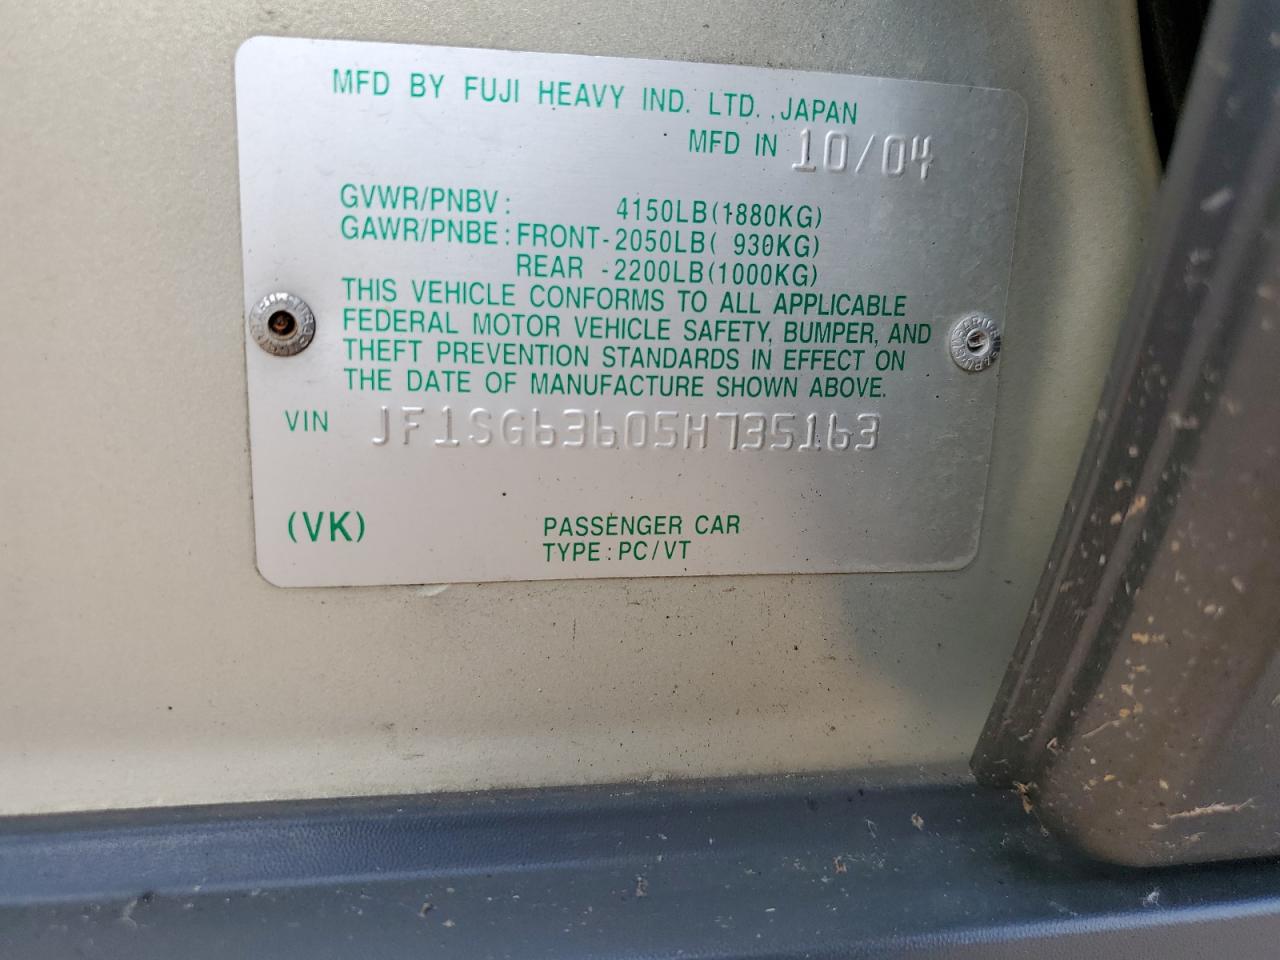 MFD BY FUJI HEAVY IND. LTD. ,JAPAN
MFD IN 10/04
GVWR/PNBV: 4150LB(1880KG)
GAWR/PNBE:FRONT-2050LB( 930KG)
REAR -2200LB(1000KG)
THIS VEHICLE CONFORMS TO ALL APPLICABLE
FEDERAL MOTOR VEHICLE SAFETY, BUMPER, AND
THEFT PREVENTION STANDARDS IN EFFECT ON
THE DATE OF MANUFACTURE SHOWN ABOVE.
VIN JF1SG63605H735163
(VK) PASSENGER CAR
TYPE:PC/VT